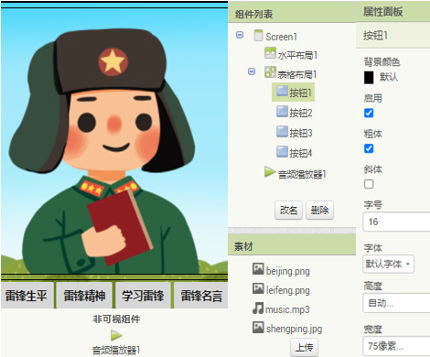 雷锋生平 雷锋精神 学习雷锋 雷锋名言
非可视组件
音频播放器1
组件列表
Screen1
水平布局1
表格布局1
按钮1
按钮2
按钮3
按钮4
音频播放器1
改名 删除
素材
beijing.png
leifeng.png
music.mp3
shengping.jpg
上传
属性面板
按钮1
背景颜色
默认
启用
粗体
斜体
字号
16
字体
默认字体
高度
自动...
宽度
75像素...